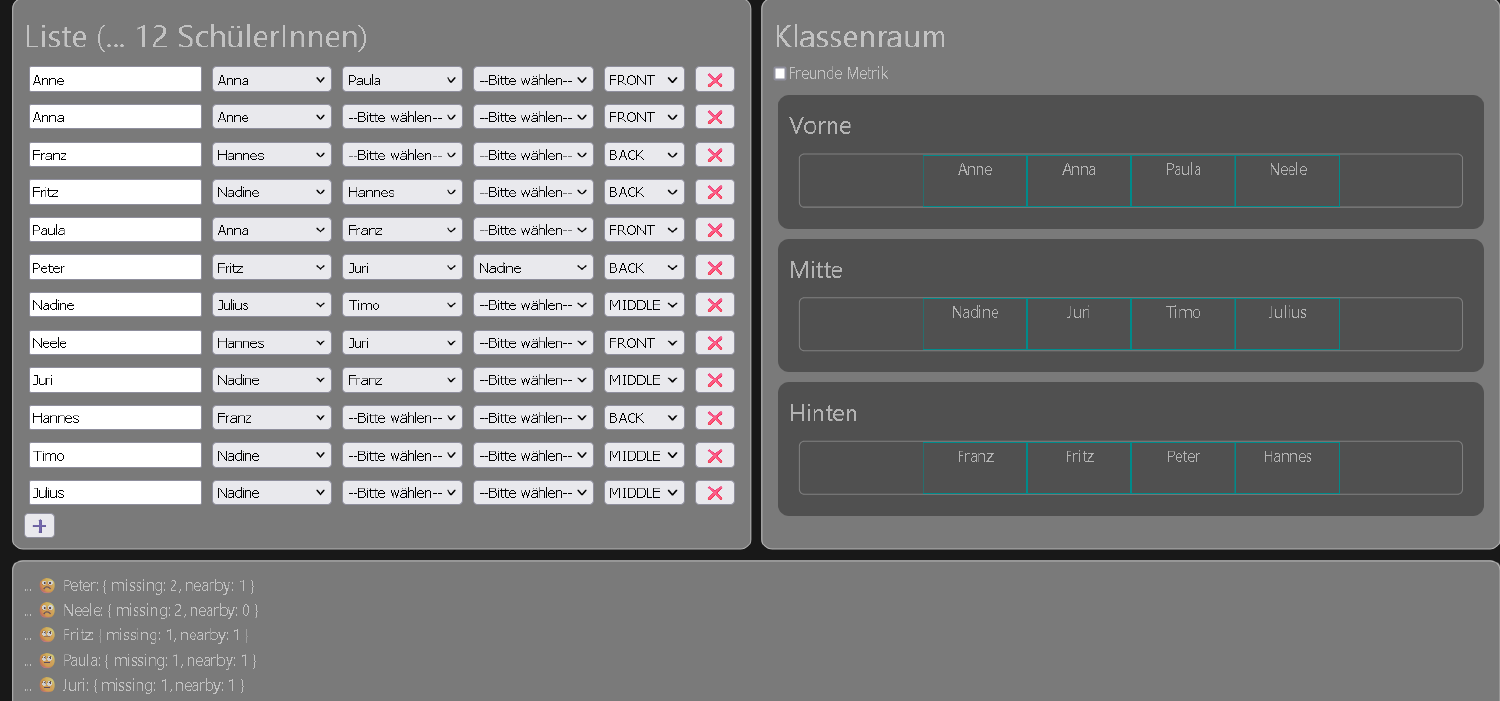 Liste (... 12 SchülerInnen)
Anne Anna Paula --Bitte wählen-- FRONT
Anna Anne --Bitte wählen-- --Bitte wählen-- FRONT
Franz Hannes --Bitte wählen-- --Bitte wählen-- BACK
Fritz Nadine Hannes --Bitte wählen-- BACK
Paula Anna Franz --Bitte wählen-- FRONT
Peter Fritz Juri Nadine BACK
Nadine Julius Timo --Bitte wählen-- MIDDLE
Neele Hannes Juri --Bitte wählen-- FRONT
Juri Nadine Franz --Bitte wählen-- MIDDLE
Hannes Franz --Bitte wählen-- --Bitte wählen-- BACK
Timo Nadine --Bitte wählen-- --Bitte wählen-- MIDDLE
Julius Nadine --Bitte wählen-- --Bitte wählen-- MIDDLE
+
Klassenraum
Freunde Metrik
Vorne
Anne Anna Paula Neele
Mitte
Nadine Juri Timo Julius
Hinten
Franz Fritz Peter Hannes
... Peter: { missing: 2, nearby: 1 }
... Neele: { missing: 2, nearby: 0 }
... Fritz: { missing: 1, nearby: 1 }
... Paula: { missing: 1, nearby: 1 }
... Juri: { missing: 1, nearby: 1 }